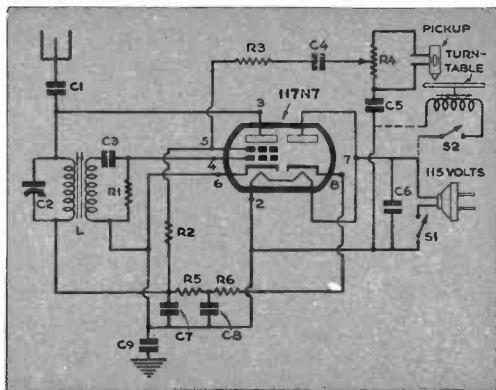 PICKUP
TURN-
TABLE
R3
C4
R4
C1
117N7
3
C5
S2
C3
5
4
6
7
8
2
R1
C2
L
C6
115 VOLTS
S1
R2
R5
R6
C7
C8
C9